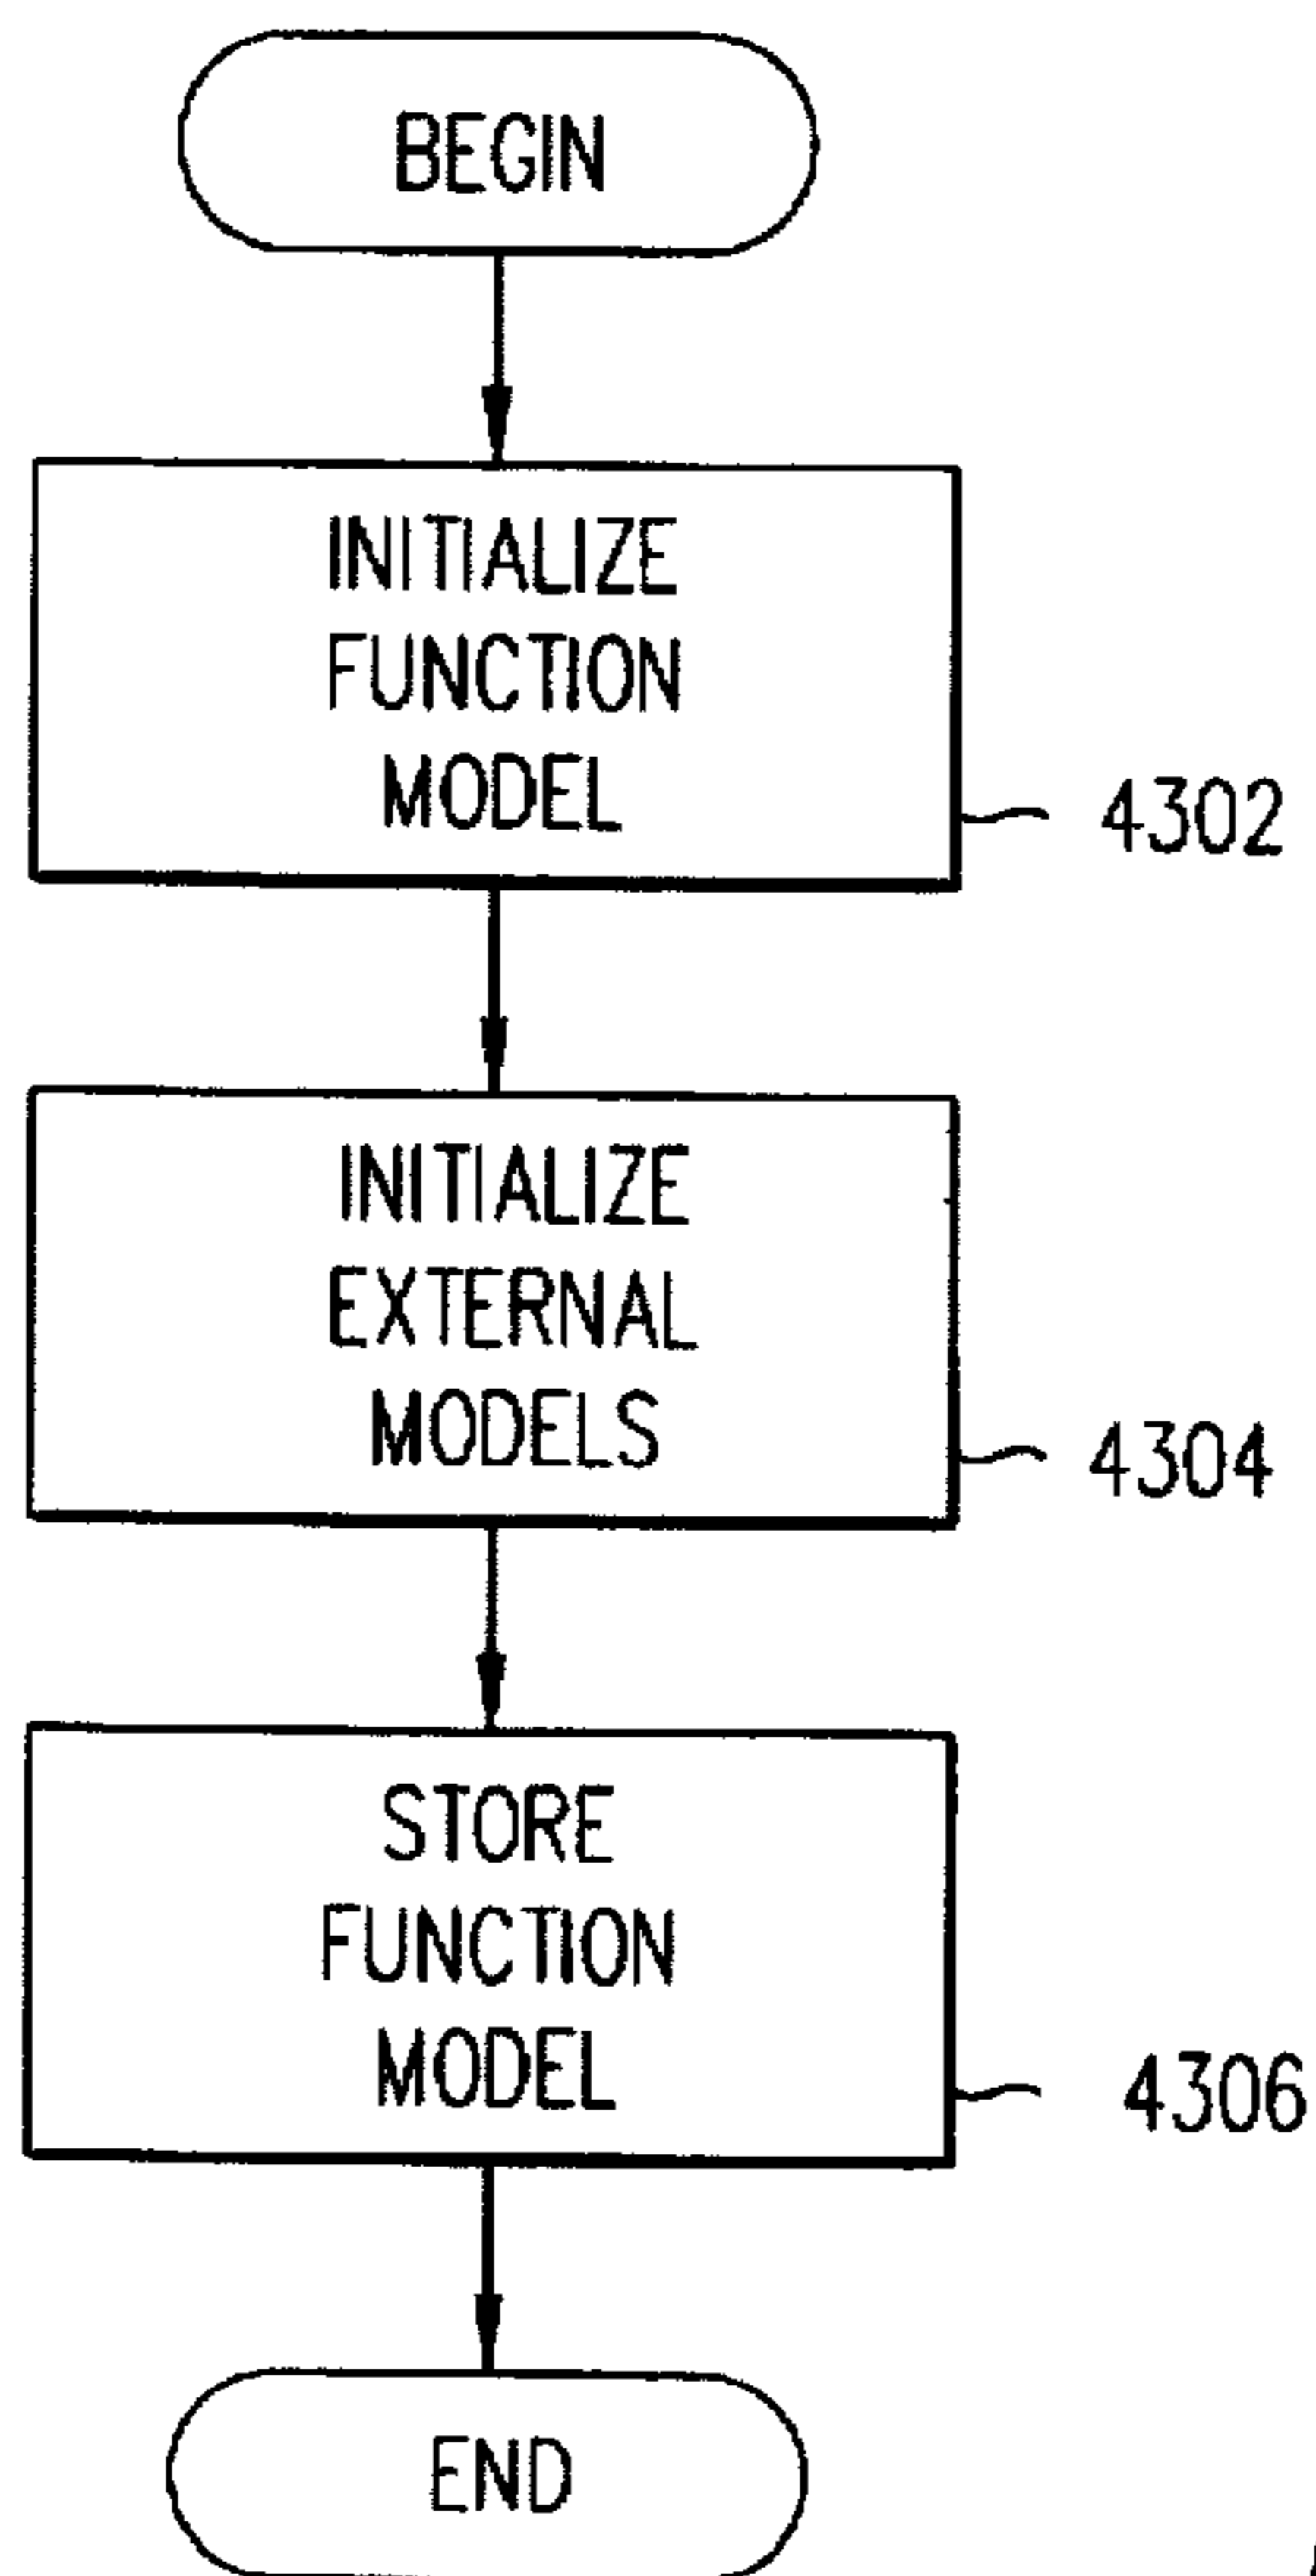 BEGIN
INITIALIZE
FUNCTION
MODEL
4302
INITIALIZE
EXTERNAL
MODELS
4304
STORE
FUNCTION
MODEL
4306
END